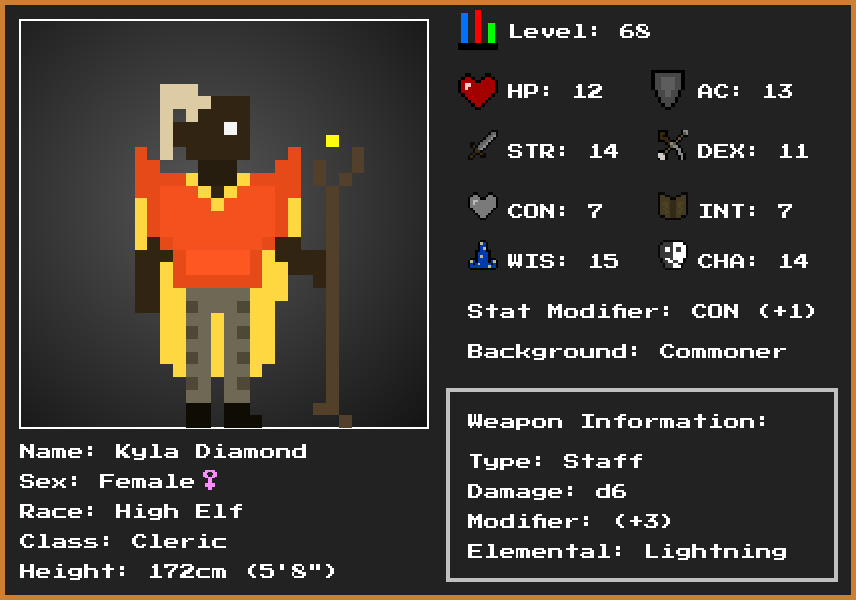 Level: 68
HP: 12 AC: 13
STR: 14 DEX: 11
CON: 7 INT: 7
WIS: 15 CHA: 14
Stat Modifier: CON (+1)
Background: Commoner
Weapon Information:
Type: Staff
Damage: d6
Modifier: (+3)
Elemental: Lightning
Name: Kyla Diamond
Sex: Female♀
Race: High Elf
Class: Cleric
Height: 172cm (5'8")